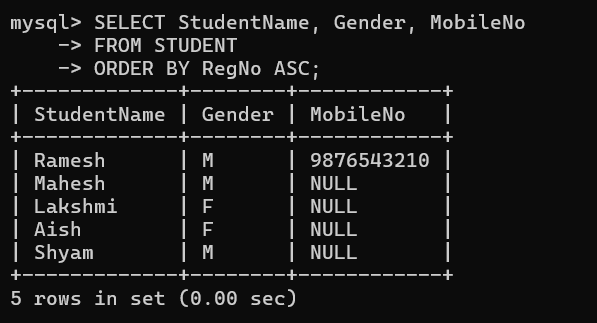 mysql> SELECT StudentName, Gender, MobileNo
    -> FROM STUDENT
    -> ORDER BY RegNo ASC;
+-------------+--------+------------+
| StudentName | Gender | MobileNo   |
+-------------+--------+------------+
| Ramesh      | M      | 9876543210 |
| Mahesh      | M      | NULL       |
| Lakshmi     | F      | NULL       |
| Aish        | F      | NULL       |
| Shyam       | M      | NULL       |
+-------------+--------+------------+
5 rows in set (0.00 sec)